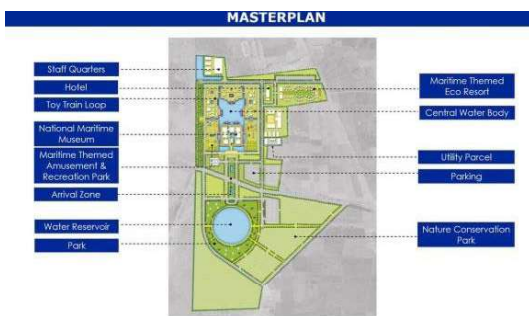 MASTERPLAN
Staff Quarters
Hotel
Toy Train Loop
National Maritime
Museum
Maritime Themed
Amusement &
Recreation Park
Arrival Zone
Water Reservoir
Park
Maritime Themed
Eco Resort
Central Water Body
Utility Parcel
Parking
Nature Conservation
Park